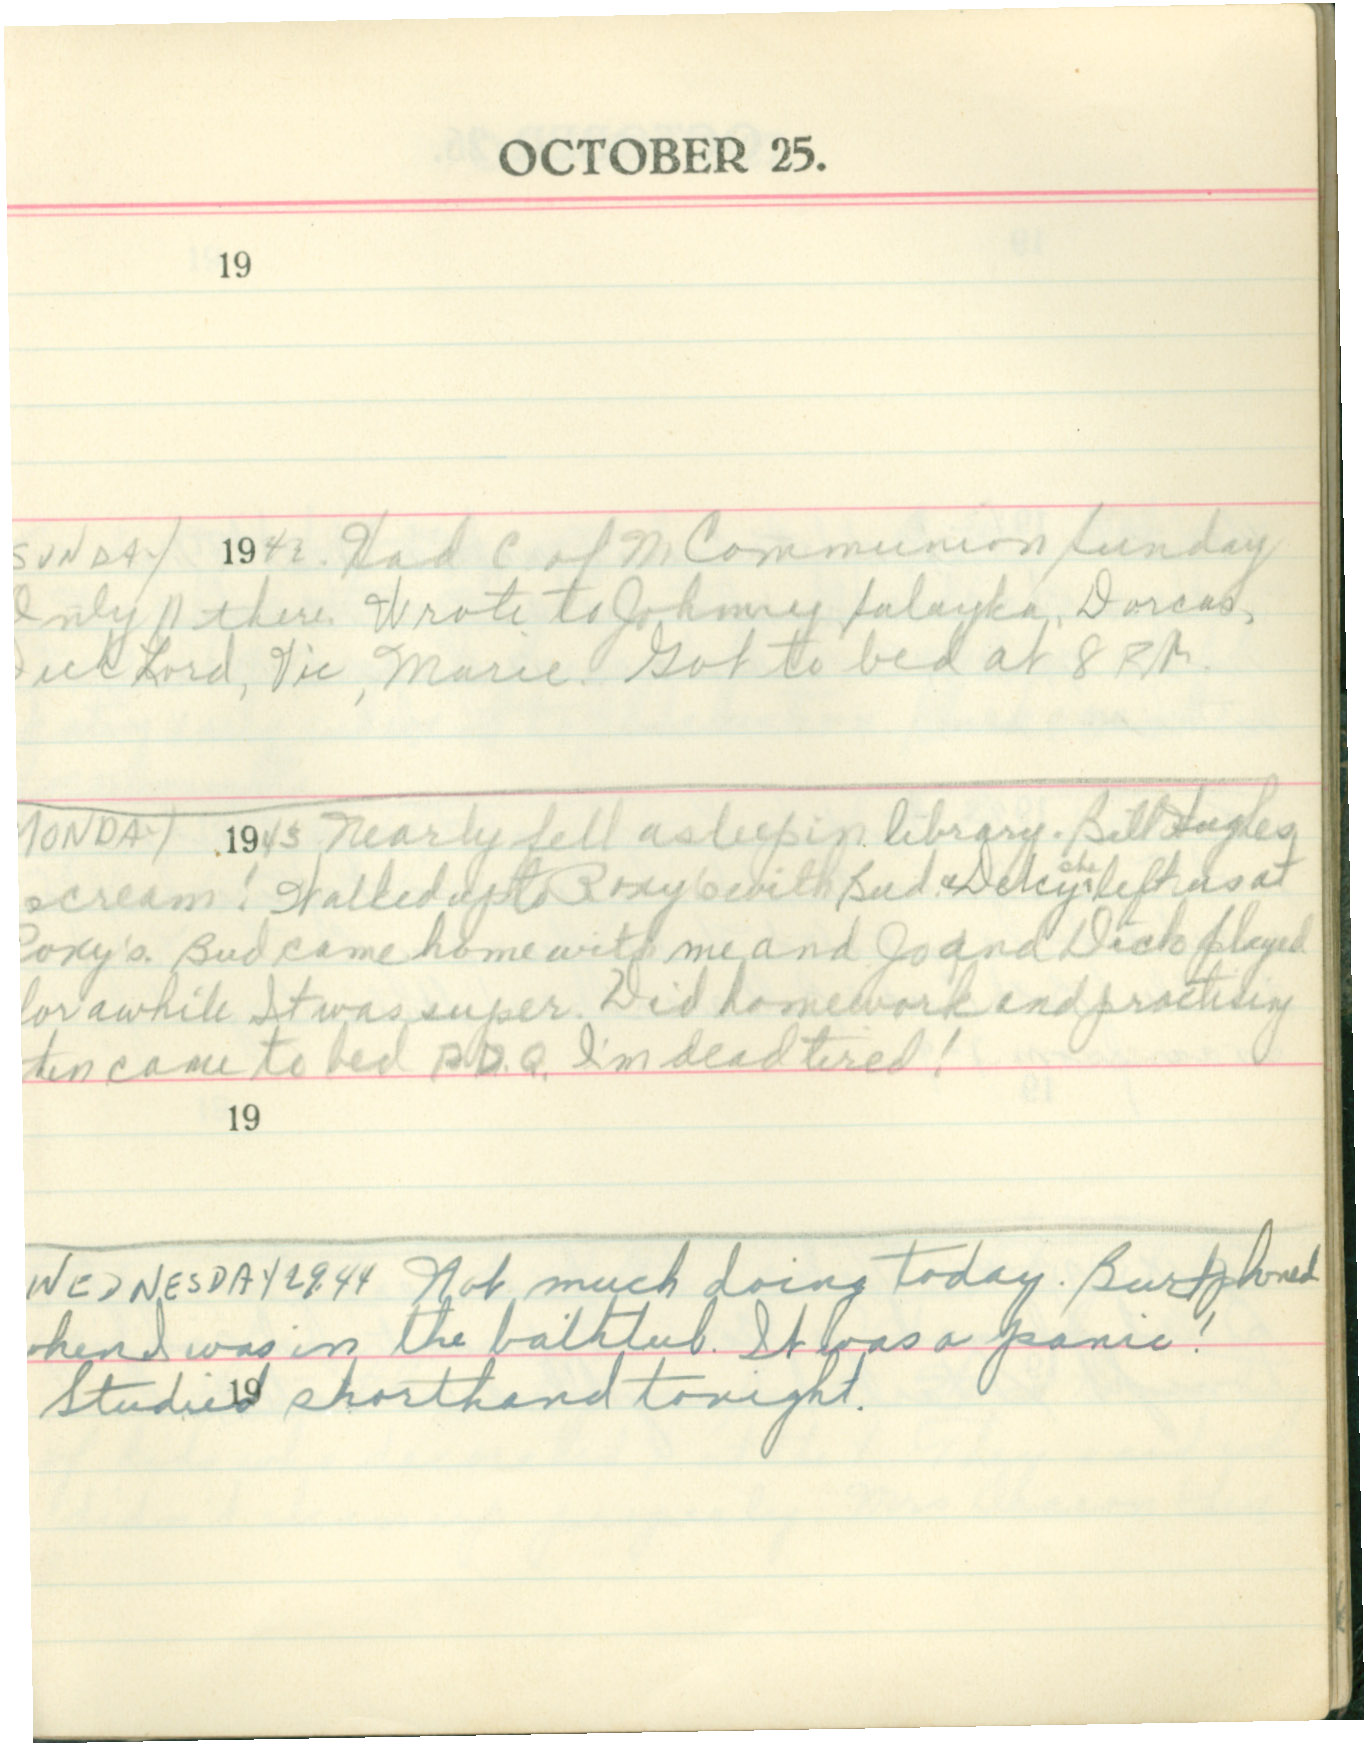 OCTOBER 25.
19
SUNDAY 1942. Had C of M Communion Sunday
Only 11 there. Wrote to Johnny Salayka, Dorcas,
Dick Lord, Vic, Marie. Got to bed at 8 P.M.
MONDAY 1943 Nearly fell asleep in library. Bill
scream! Walked up to Roxy's with Bud & Delcy she left us at
Roxy's. Bud came home with me and Jo and Dick played
for awhile It was super. Did homework and practising
then came to bed P.D.Q. I'm dead tired!
19
WEDNESDAY 1944 Not much doing today. Burt phoned
when I was in the bathtub. It was a panic!
19
Studied shorthand tonight.